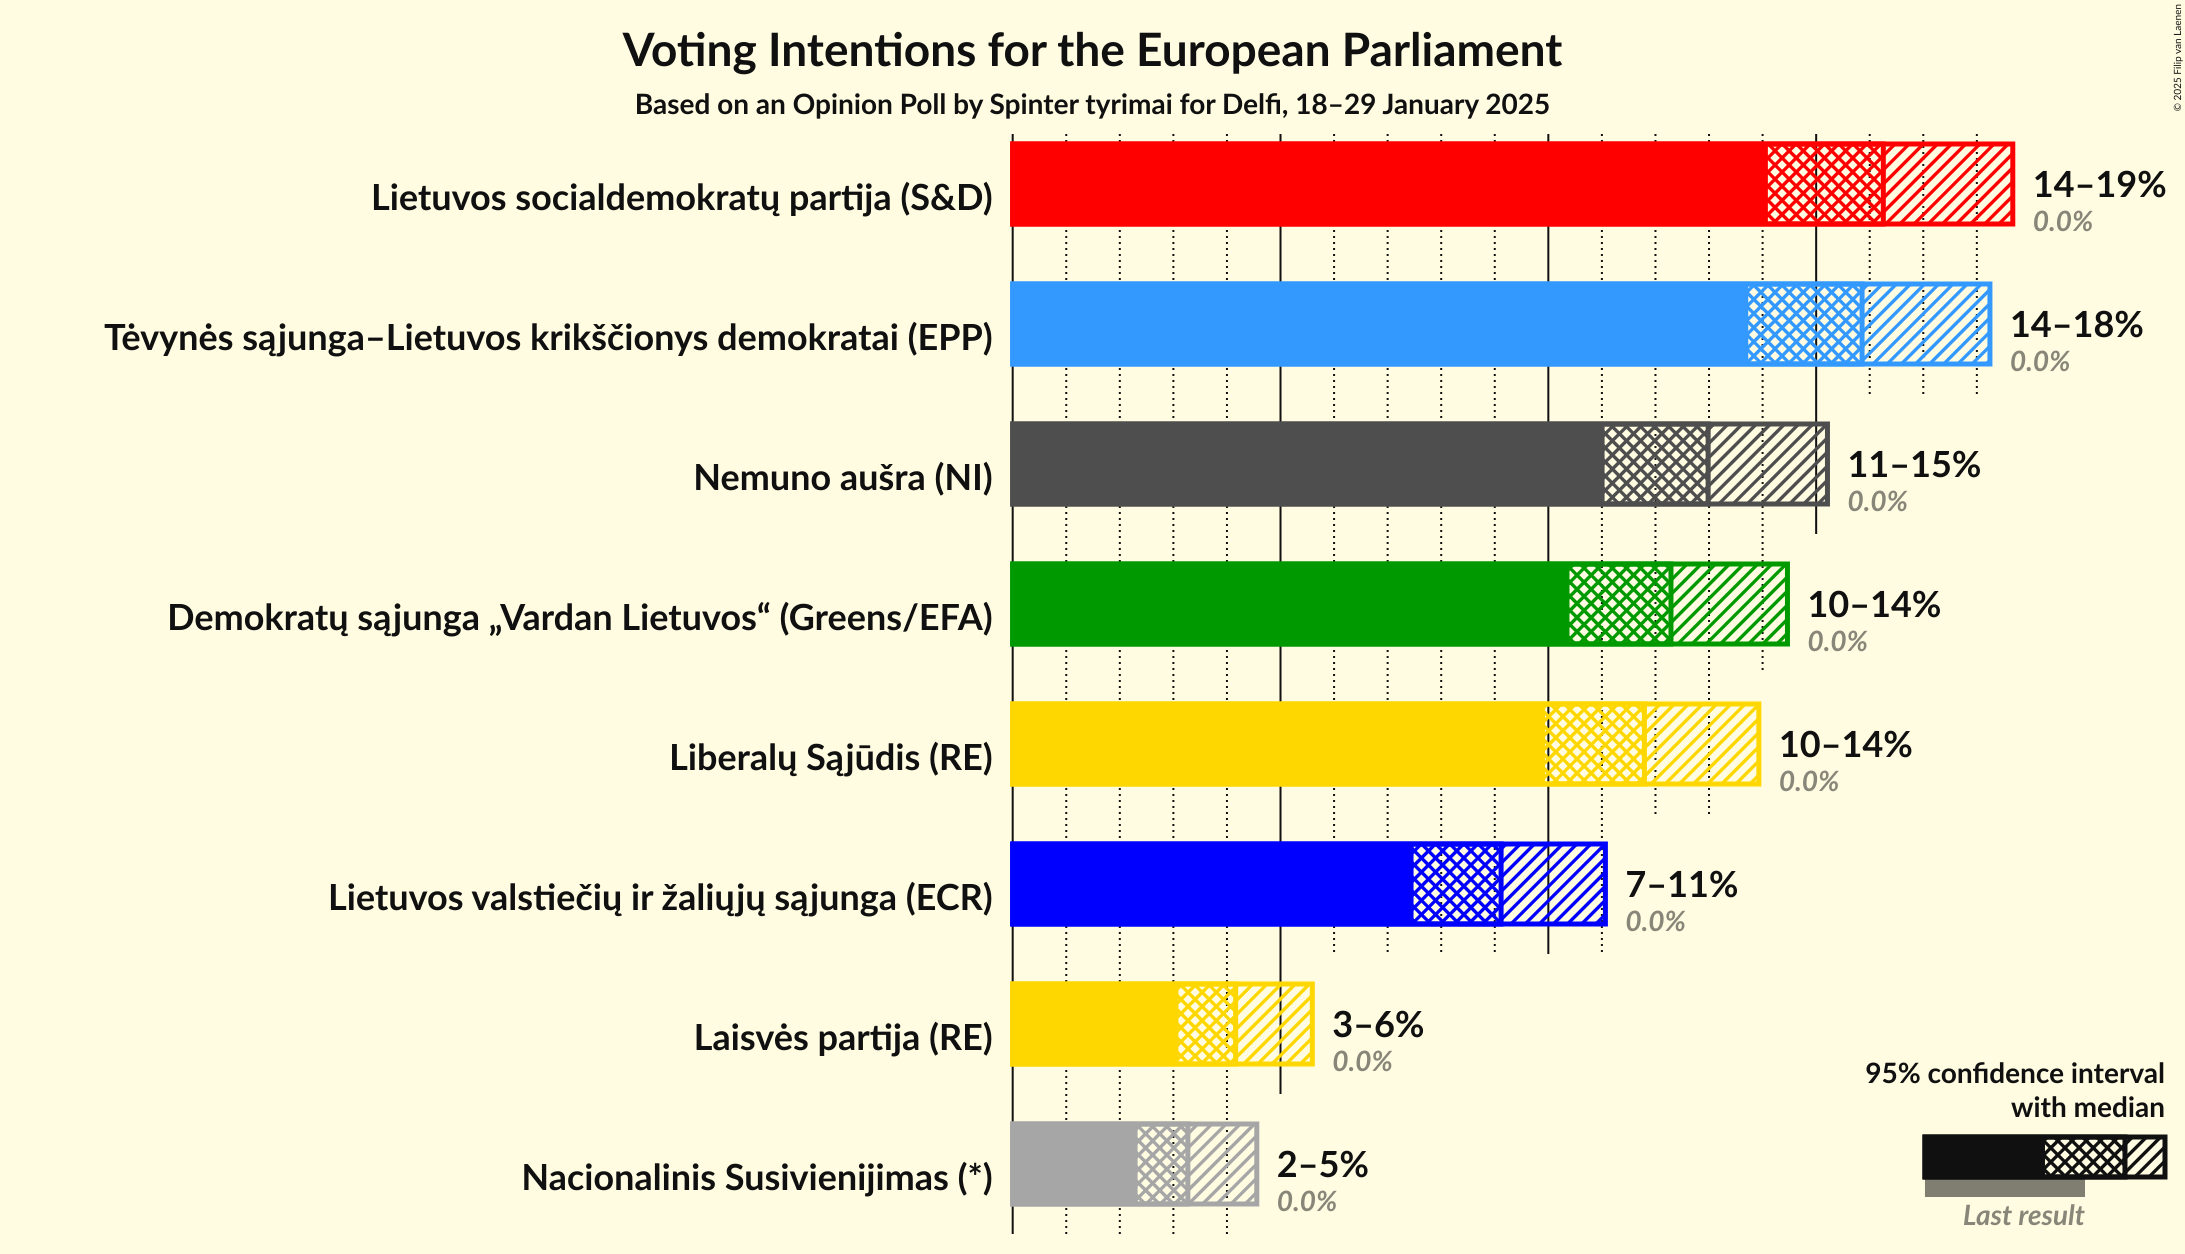 Voting Intentions for the European Parliament
Based on an Opinion Poll by Spinter tyrimai for Delfi, 18–29 January 2025
© 2025 Filip van Laenen
Lietuvos socialdemokratų partija (S&D)
14–19%
0.0%
Tėvynės sąjunga–Lietuvos krikščionys demokratai (EPP)
14–18%
0.0%
Nemuno aušra (NI)
11–15%
0.0%
Demokratų sąjunga „Vardan Lietuvos“ (Greens/EFA)
10–14%
0.0%
Liberalų Sąjūdis (RE)
10–14%
0.0%
Lietuvos valstiečių ir žaliųjų sąjunga (ECR)
7–11%
0.0%
Laisvės partija (RE)
3–6%
0.0%
Nacionalinis Susivienijimas (*)
2–5%
0.0%
95% confidence interval
with median
Last result